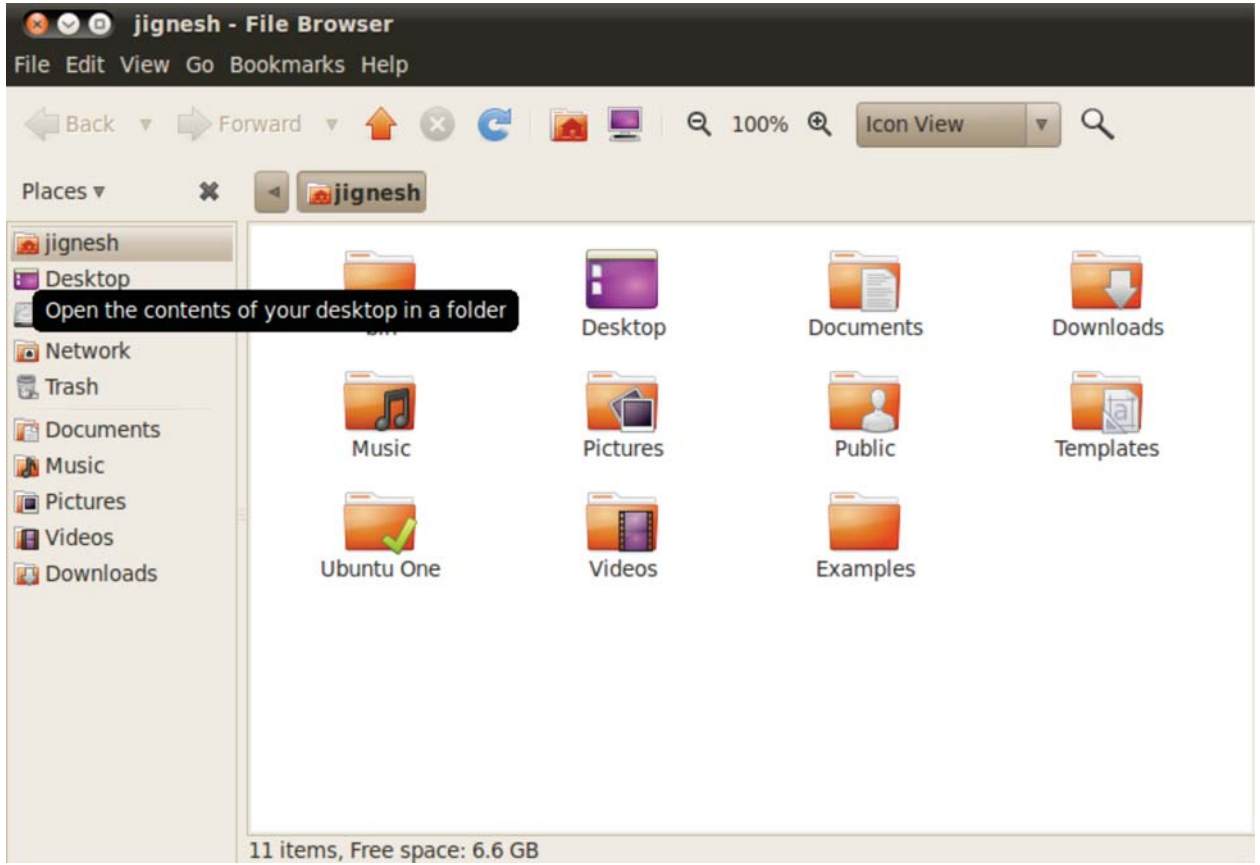 jignesh - File Browser
File Edit View Go Bookmarks Help
Back Forward 100% Icon View
Places jignesh
jignesh
Desktop
Open the contents of your desktop in a folder
Network
Trash
Documents
Music
Pictures
Videos
Downloads
Desktop Documents Downloads
Music Pictures Public Templates
Ubuntu One Videos Examples
11 items, Free space: 6.6 GB